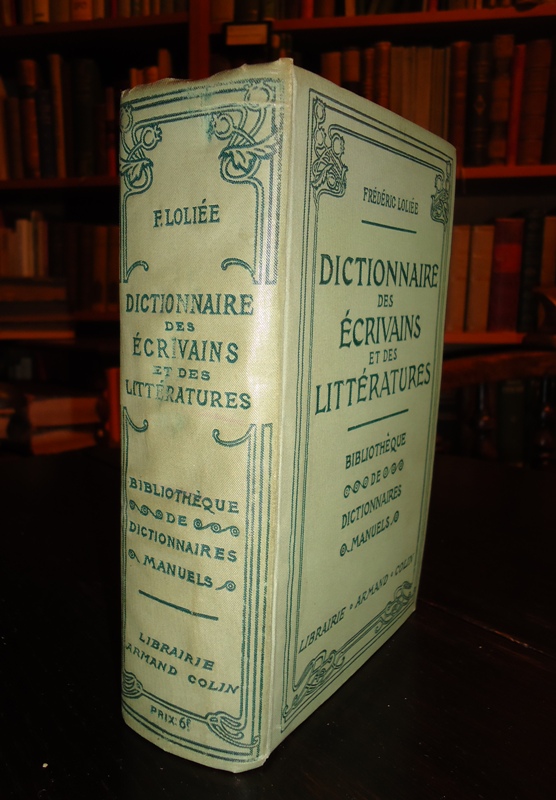 F. LOLIÉE
DICTIONNAIRE
DES
ÉCRIVAINS
ET DES
LITTÉRATURES
BIBLIOTHÈQUE
DE
DICTIONNAIRES
MANUELS
LIBRAIRIE
ARMAND COLIN
PRIX: 6F
FRÉDÉRIC LOLIÉE
DICTIONNAIRE
DES
ÉCRIVAINS
ET DES
LITTÉRATURES
BIBLIOTHÈQUE
DE
DICTIONNAIRES
MANUELS
LIBRAIRIE • ARMAND • COLIN